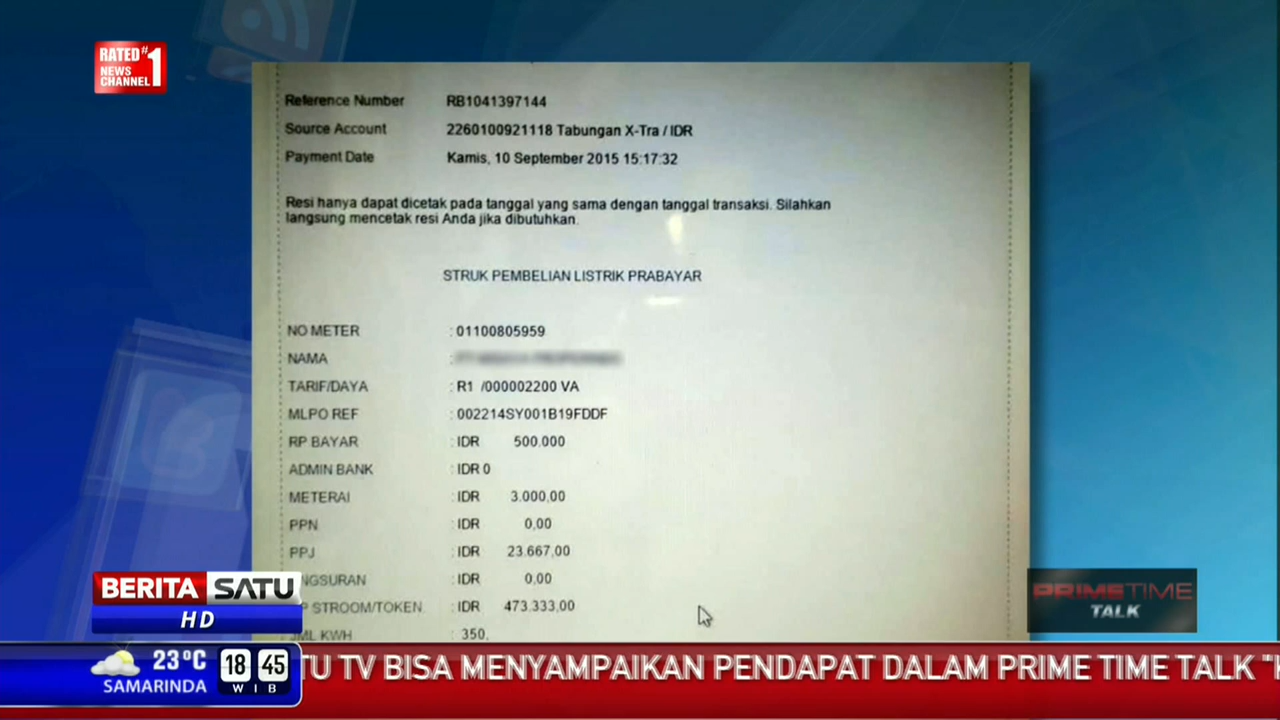 RATED #1
NEWS
CHANNEL
Reference Number RB1041397144
Source Account 2260100921118 Tabungan X-Tra / IDR
Payment Date Kamis, 10 September 2015 15:17:32
Resi hanya dapat dicetak pada tanggal yang sama dengan tanggal transaksi. Silahkan
langsung mencetak resi Anda jika dibutuhkan.
STRUK PEMBELIAN LISTRIK PRABAYAR
NO METER : 01100805959
NAMA :
TARIF/DAYA : R1 /000002200 VA
MLPO REF : 002214SY001B19FDDF
RP BAYAR : IDR 500.000
ADMIN BANK : IDR 0
METERAI : IDR 3.000,00
PPN : IDR 0,00
PPJ : IDR 23.667,00
NGSURAN : IDR 0,00
P STROOM/TOKEN : IDR 473.333,00
JML KWH : 350,
BERITA SATU
HD
PRIMETIME
TALK
23°C
SAMARINDA
18 45
WIB
TU TV BISA MENYAMPAIKAN PENDAPAT DALAM PRIME TIME TALK "